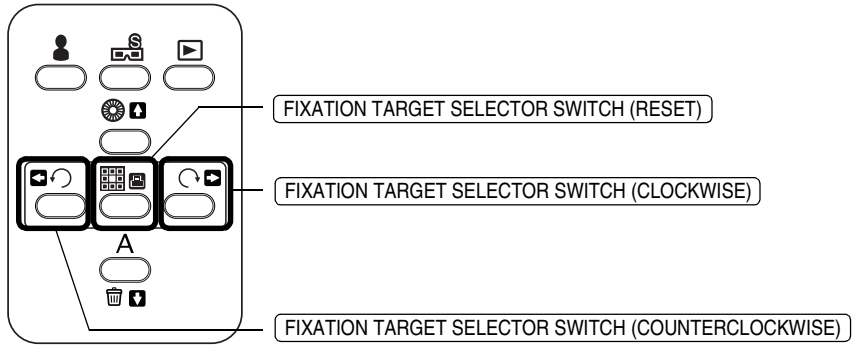 S
FIXATION TARGET SELECTOR SWITCH (RESET)
FIXATION TARGET SELECTOR SWITCH (CLOCKWISE)
A
FIXATION TARGET SELECTOR SWITCH (COUNTERCLOCKWISE)